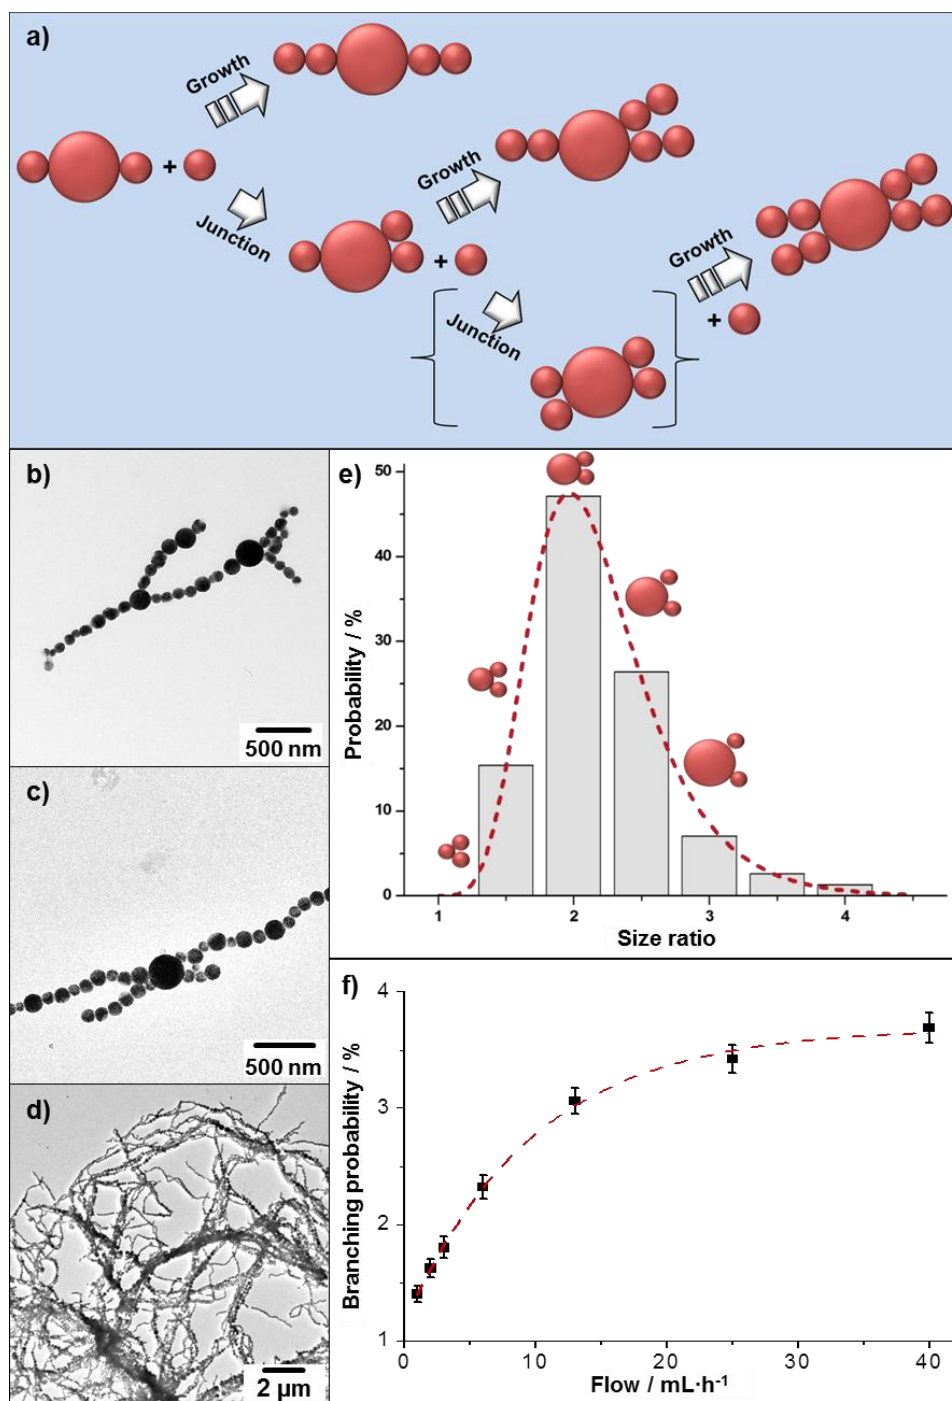 a)
Growth
+
Junction
Growth
+
Junction
Growth
+
b)
500 nm
c)
500 nm
d)
2 μm
e)
50
40
30
20
10
0
Probability / %
1 2 3 4
Size ratio
f)
4
3
2
1
Branching probability / %
0 10 20 30 40
Flow / mL·h⁻¹